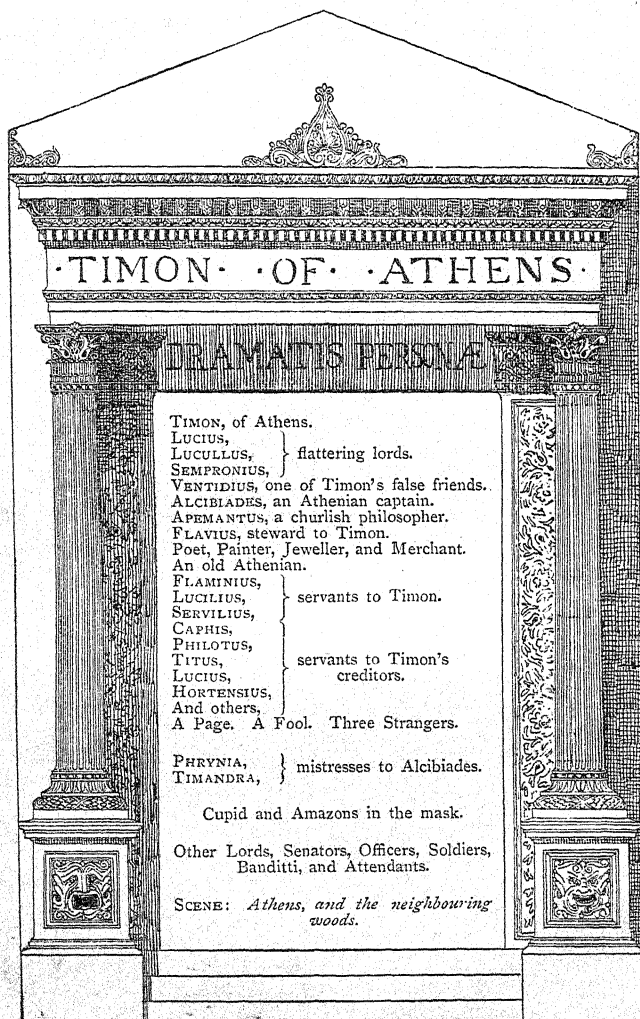 ·TIMON· ·OF· ·ATHENS·
DRAMATIS PERSONÆ
TIMON, of Athens.
LUCIUS,
LUCULLUS, } flattering lords.
SEMPRONIUS,
VENTIDIUS, one of Timon's false friends.
ALCIBIADES, an Athenian captain.
APEMANTUS, a churlish philosopher.
FLAVIUS, steward to Timon.
Poet, Painter, Jeweller, and Merchant.
An old Athenian.
FLAMINIUS,
LUCILIUS, } servants to Timon.
SERVILIUS,
CAPHIS,
PHILOTUS,
TITUS, } servants to Timon's
LUCIUS, creditors.
HORTENSIUS,
And others,
A Page. A Fool. Three Strangers.
PHRYNIA, } mistresses to Alcibiades.
TIMANDRA,
Cupid and Amazons in the mask.
Other Lords, Senators, Officers, Soldiers,
Banditti, and Attendants.
SCENE: Athens, and the neighbouring
woods.